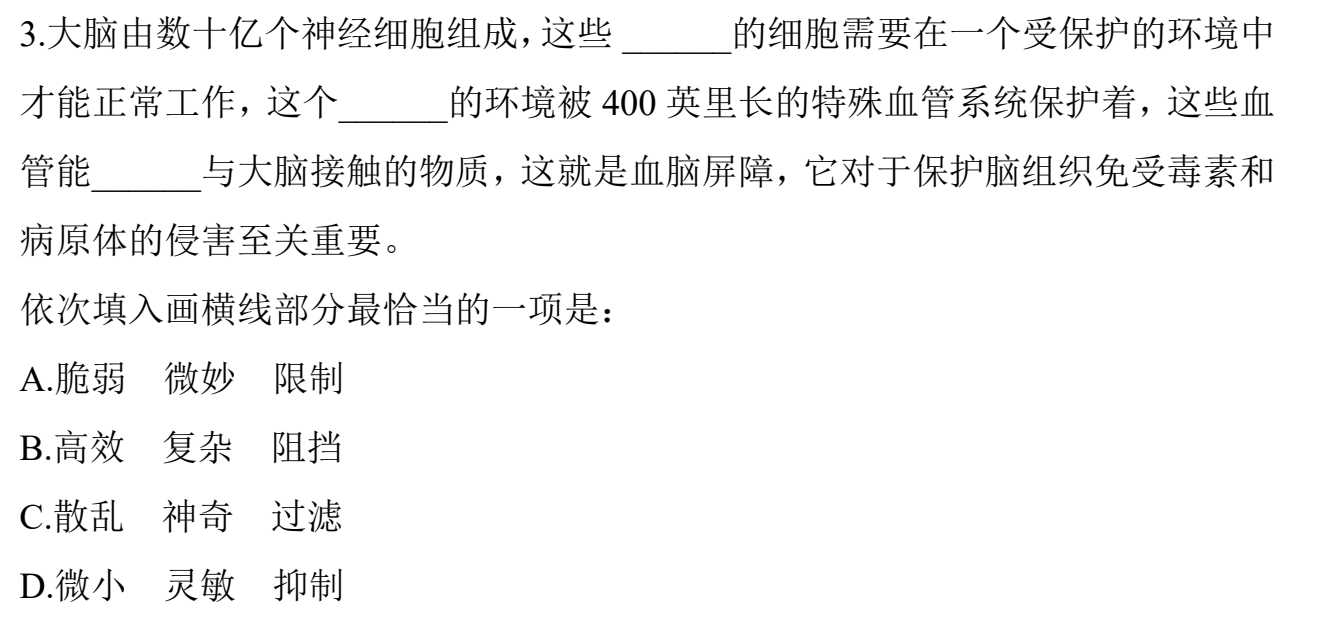 3.大脑由数十亿个神经细胞组成，这些 ______的细胞需要在一个受保护的环境中
才能正常工作，这个______的环境被 400 英里长的特殊血管系统保护着，这些血
管能______与大脑接触的物质，这就是血脑屏障，它对于保护脑组织免受毒素和
病原体的侵害至关重要。
依次填入画横线部分最恰当的一项是：
A.脆弱 微妙 限制
B.高效 复杂 阻挡
C.散乱 神奇 过滤
D.微小 灵敏 抑制